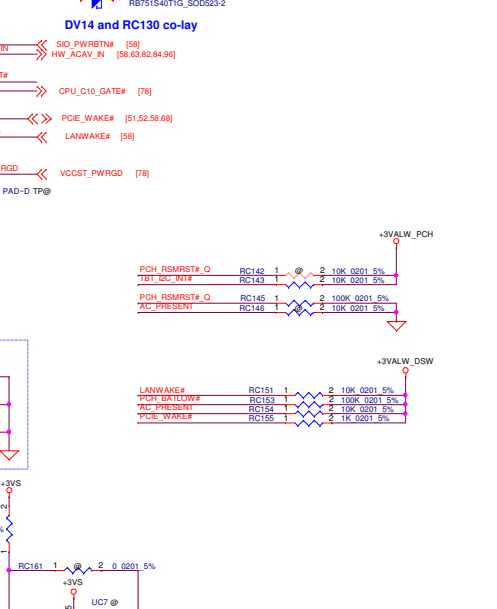 RB751S40T1G_SOD523-2
DV14 and RC130 co-lay
IN
SIO_PWRBTN# [58]
HW_ACAV_IN [58,63,82,84,96]
T#
CPU_C10_GATE# [78]
PCIE_WAKE# [51,52,58,68]
LANWAKE# [58]
RGD
VCCST_PWRGD [78]
PAD~D TP@
+3VALW_PCH
PCH_RSMRST#_Q RC142 1 @ 2 10K_0201_5%
TBT_I2C_INT# RC143 1 2 10K_0201_5%
PCH_RSMRST#_Q RC145 1 2 100K_0201_5%
AC_PRESENT RC146 1 @ 2 10K_0201_5%
+3VALW_DSW
LANWAKE# RC151 1 2 10K_0201_5%
PCH_BATLOW# RC153 1 2 100K_0201_5%
AC_PRESENT RC154 1 2 10K_0201_5%
PCIE_WAKE# RC155 1 2 1K_0201_5%
+3VS
2
%
1
RC161 1 @ 2 0_0201_5%
+3VS
5
UC7 @